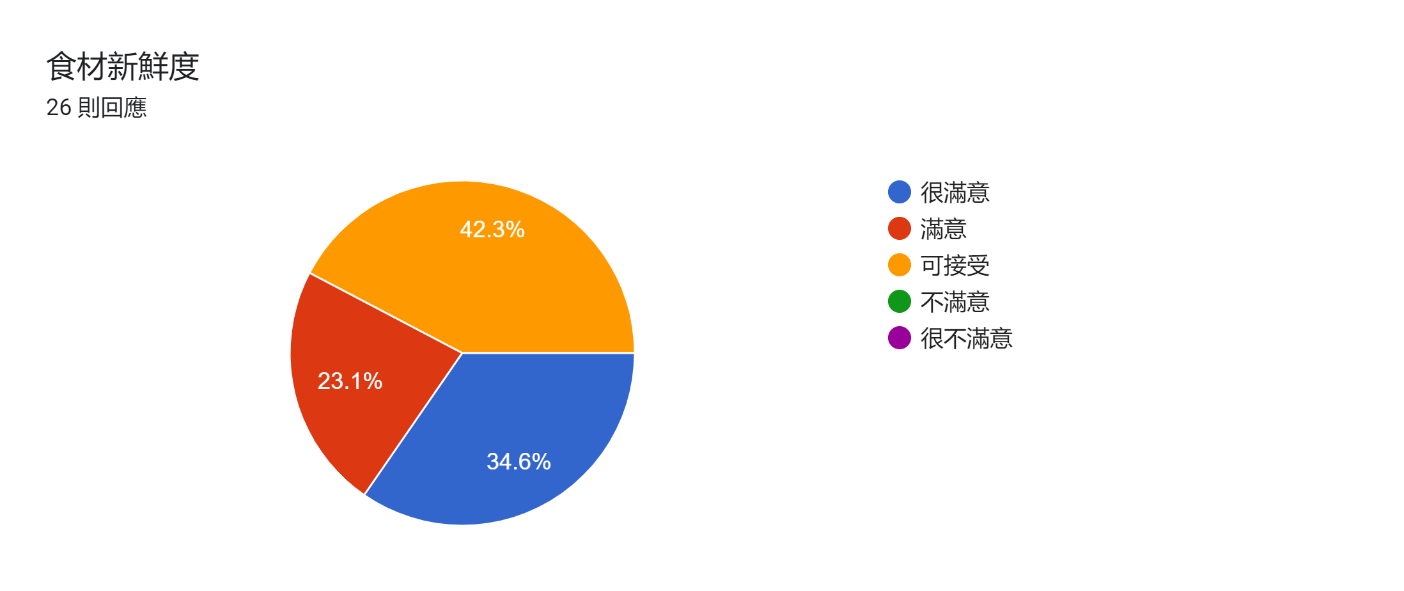 食材新鮮度
26 則回應
42.3%
23.1%
34.6%
很滿意
滿意
可接受
不滿意
很不滿意